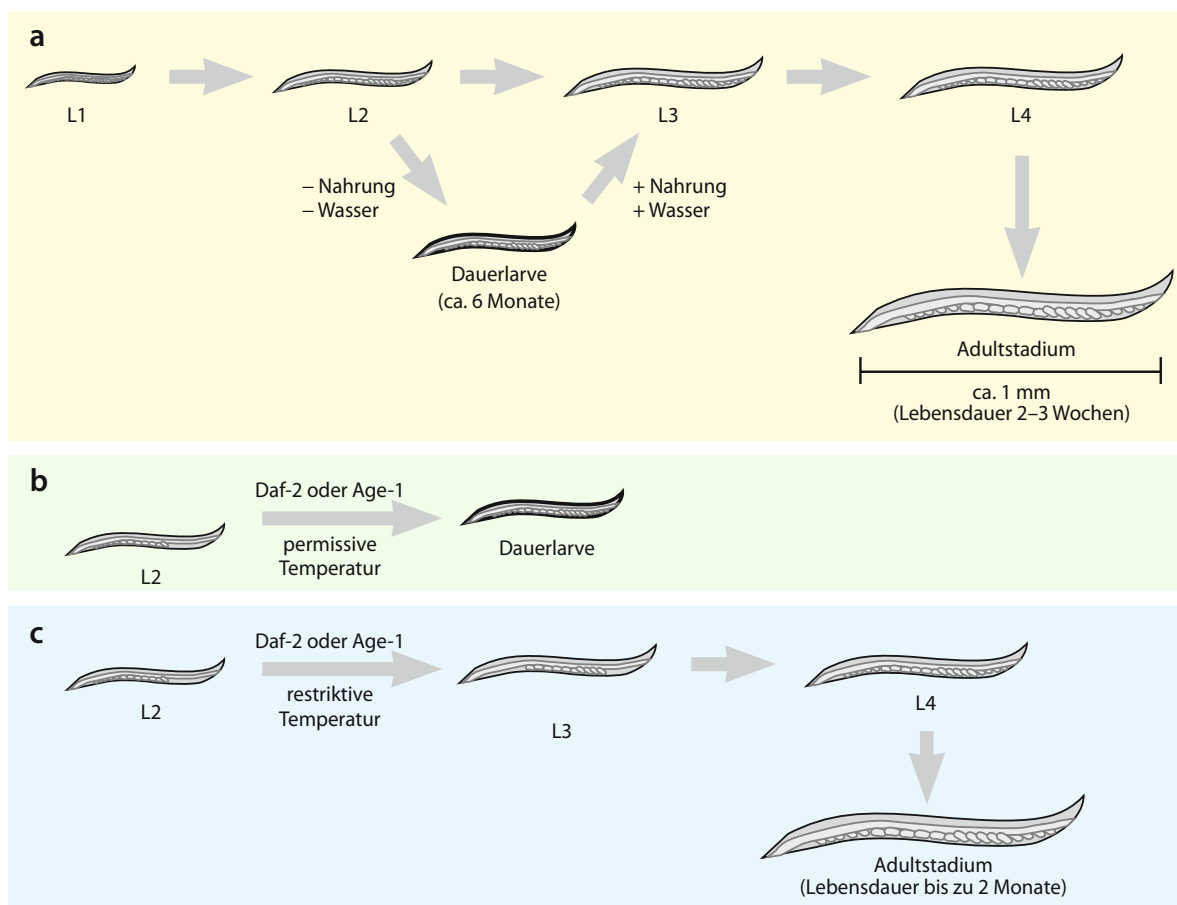 a
L1
L2
L3
L4
– Nahrung
– Wasser
+ Nahrung
+ Wasser
Dauerlarve
(ca. 6 Monate)
Adultstadium
ca. 1 mm
(Lebensdauer 2–3 Wochen)
b
Daf-2 oder Age-1
permissive
Temperatur
L2
Dauerlarve
c
Daf-2 oder Age-1
restriktive
Temperatur
L2
L3
L4
Adultstadium
(Lebensdauer bis zu 2 Monate)